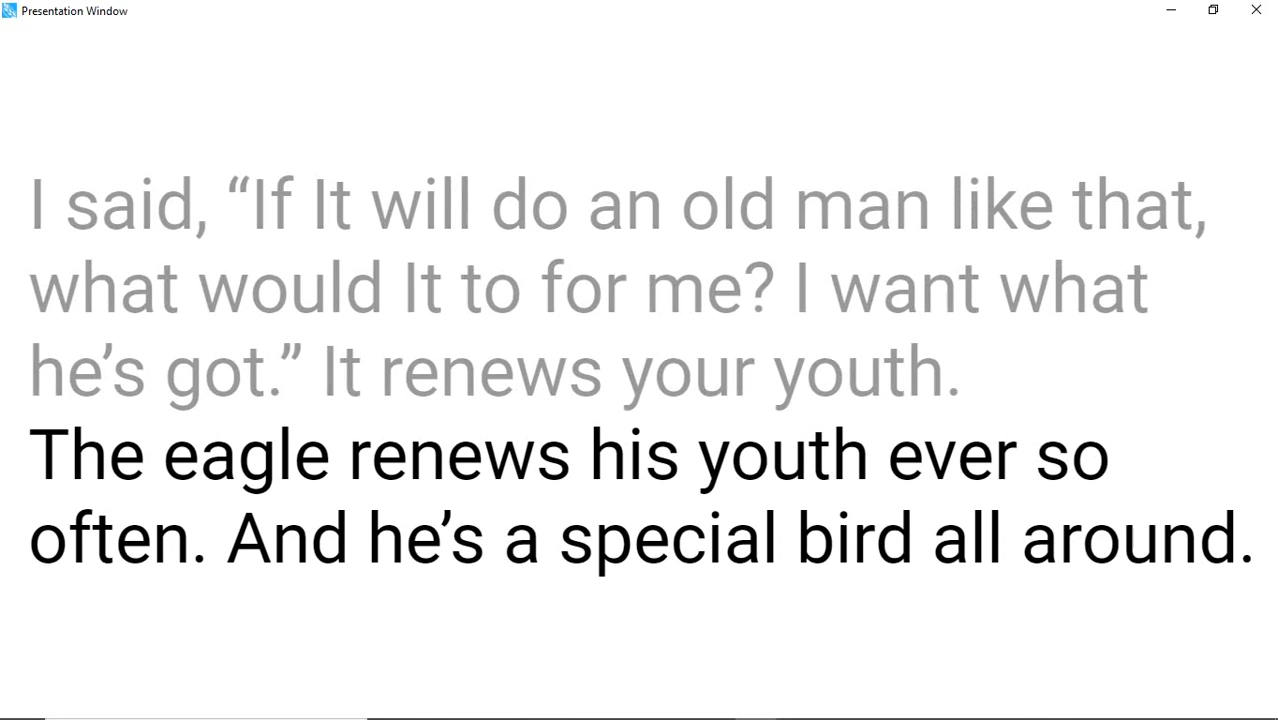 Presentation Window
I said, “If It will do an old man like that,
what would It to for me? I want what
he’s got.” It renews your youth.
The eagle renews his youth ever so
often. And he’s a special bird all around.